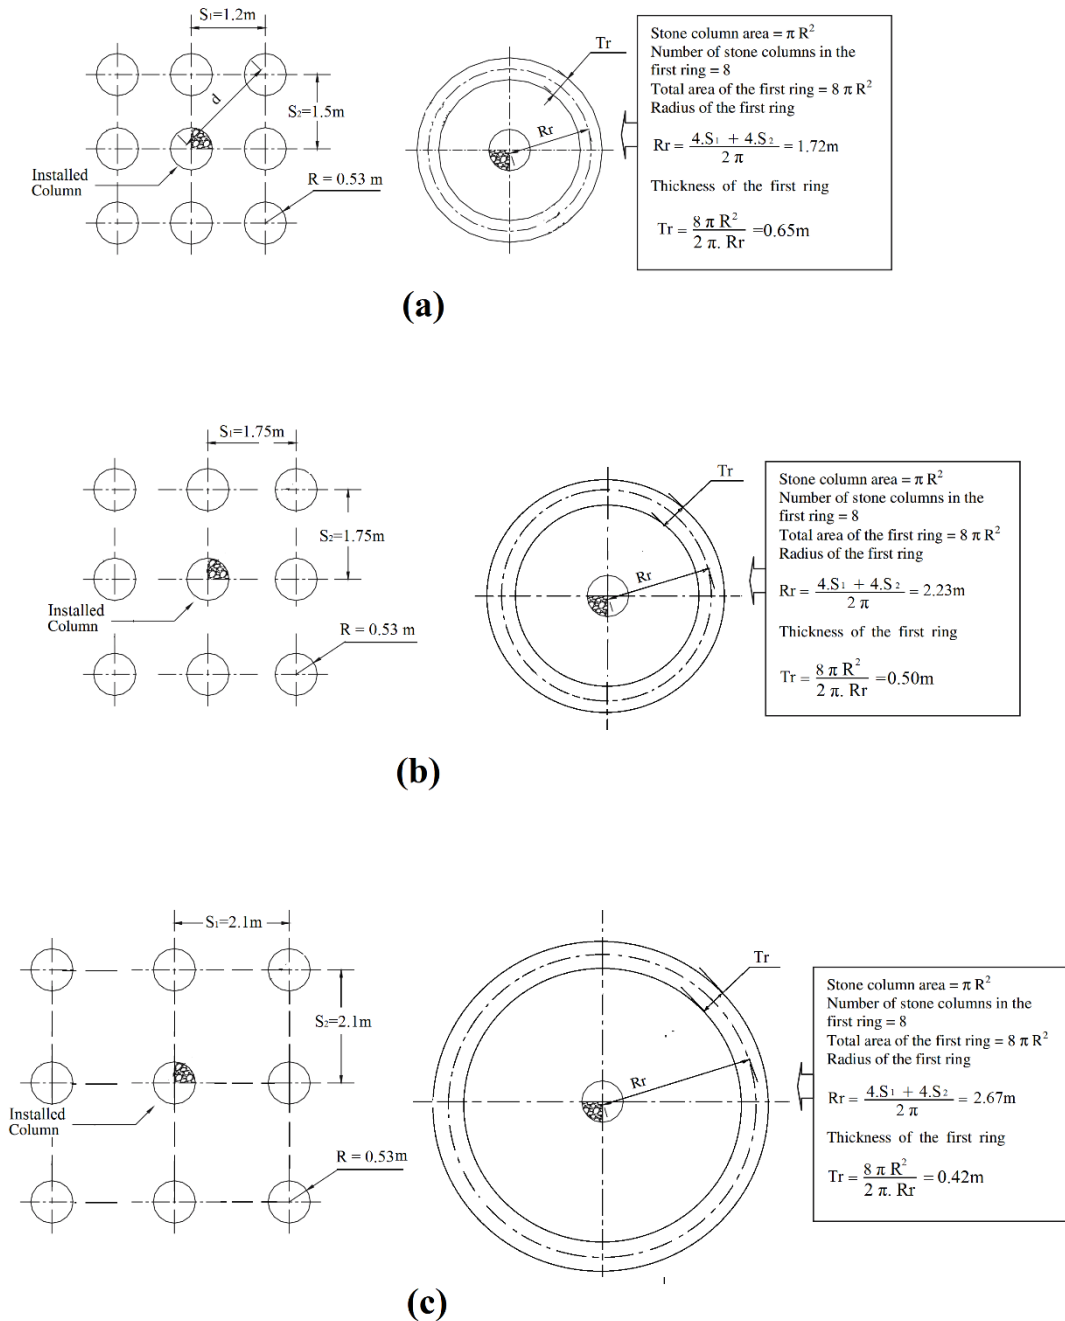 S₁=1.2m
d
S₂=1.5m
Installed
Column
R = 0.53 m
Tr
Rr
Stone column area = π R²
Number of stone columns in the
first ring = 8
Total area of the first ring = 8 π R²
Radius of the first ring
Rr = (4.S₁ + 4.S₂) / (2 π) = 1.72m
Thickness of the first ring
Tr = (8 π R²) / (2 π. Rr) =0.65m
(a)
S₁=1.75m
S₂=1.75m
Installed
Column
R = 0.53 m
Tr
Rr
Stone column area = π R²
Number of stone columns in the
first ring = 8
Total area of the first ring = 8 π R²
Radius of the first ring
Rr = (4.S₁ + 4.S₂) / (2 π) = 2.23m
Thickness of the first ring
Tr = (8 π R²) / (2 π. Rr) =0.50m
(b)
S₁=2.1m
S₂=2.1m
Installed
Column
R = 0.53m
Tr
Rr
Stone column area = π R²
Number of stone columns in the
first ring = 8
Total area of the first ring = 8 π R²
Radius of the first ring
Rr = (4.S₁ + 4.S₂) / (2 π) = 2.67m
Thickness of the first ring
Tr = (8 π R²) / (2 π. Rr) = 0.42m
(c)